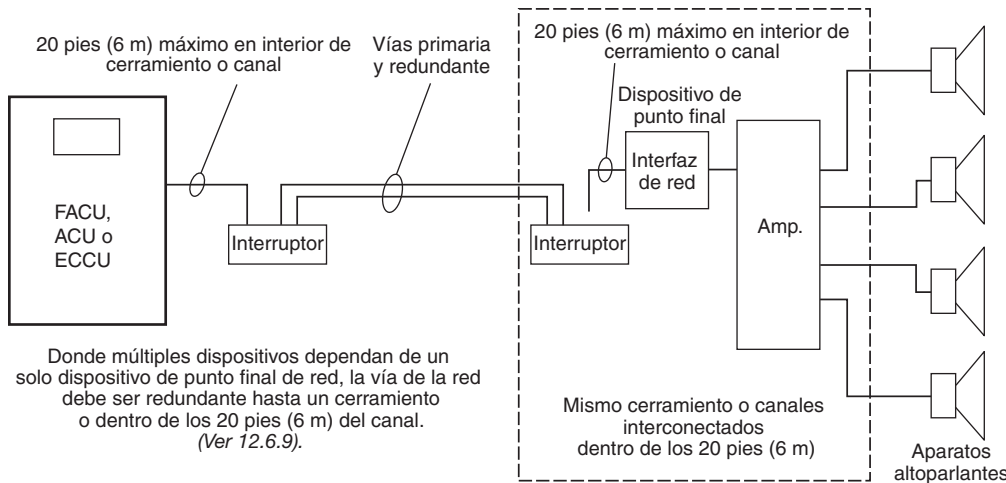 20 pies (6 m) máximo en interior de
cerramiento o canal
Vías primaria
y redundante
20 pies (6 m) máximo en interior de
cerramiento o canal
Dispositivo de
punto final
Interfaz
de red
FACU,
ACU o
ECCU
Interruptor
Interruptor
Amp.
Donde múltiples dispositivos dependan de un
solo dispositivo de punto final de red, la vía de la red
debe ser redundante hasta un cerramiento
o dentro de los 20 pies (6 m) del canal.
(Ver 12.6.9).
Mismo cerramiento o canales
interconectados
dentro de los 20 pies (6 m)
Aparatos
altoparlantes